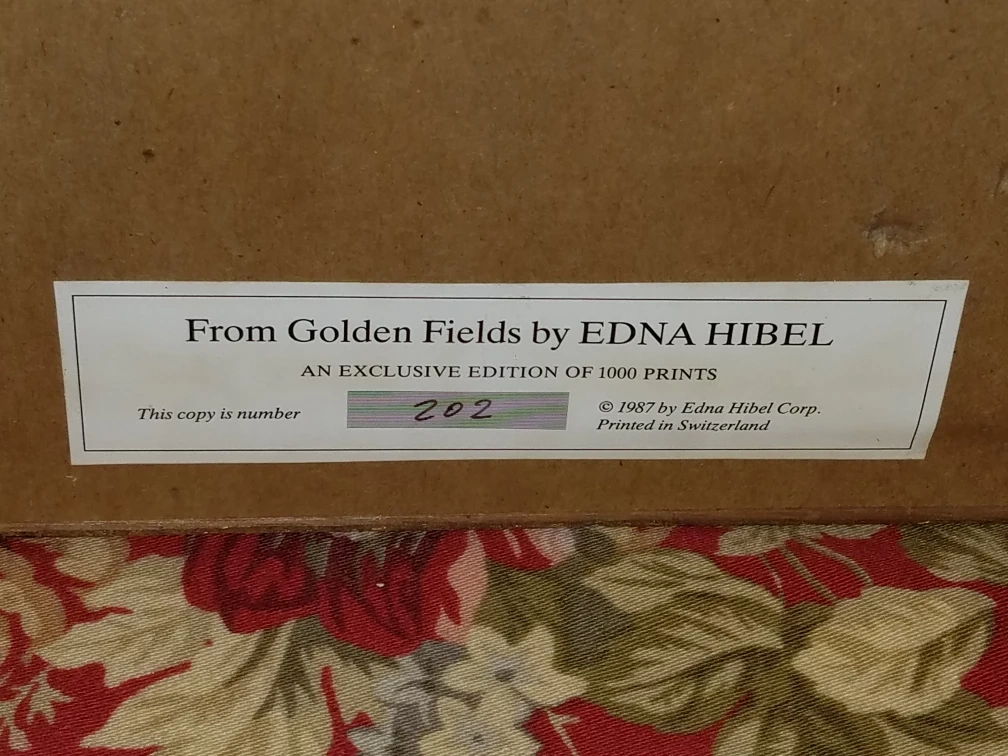 From Golden Fields by EDNA HIBEL
AN EXCLUSIVE EDITION OF 1000 PRINTS
This copy is number 202
© 1987 by Edna Hibel Corp.
Printed in Switzerland